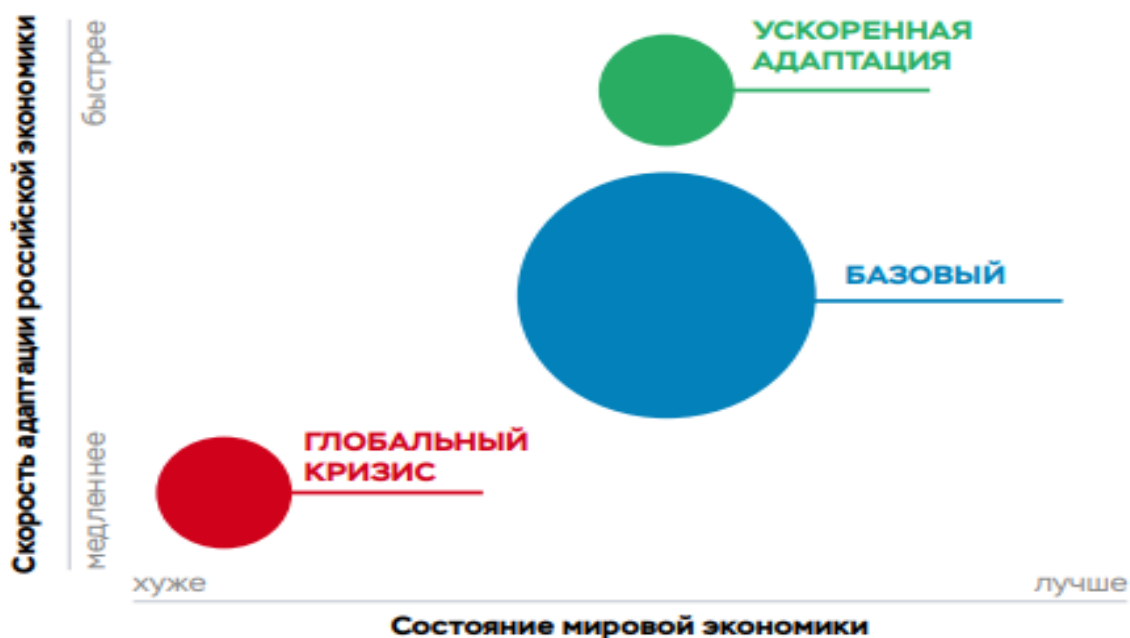 Скорость адаптации российской экономики
быстрее
медленнее
УСКОРЕННАЯ
АДАПТАЦИЯ
БАЗОВЫЙ
ГЛОБАЛЬНЫЙ
КРИЗИС
хуже
лучше
Состояние мировой экономики